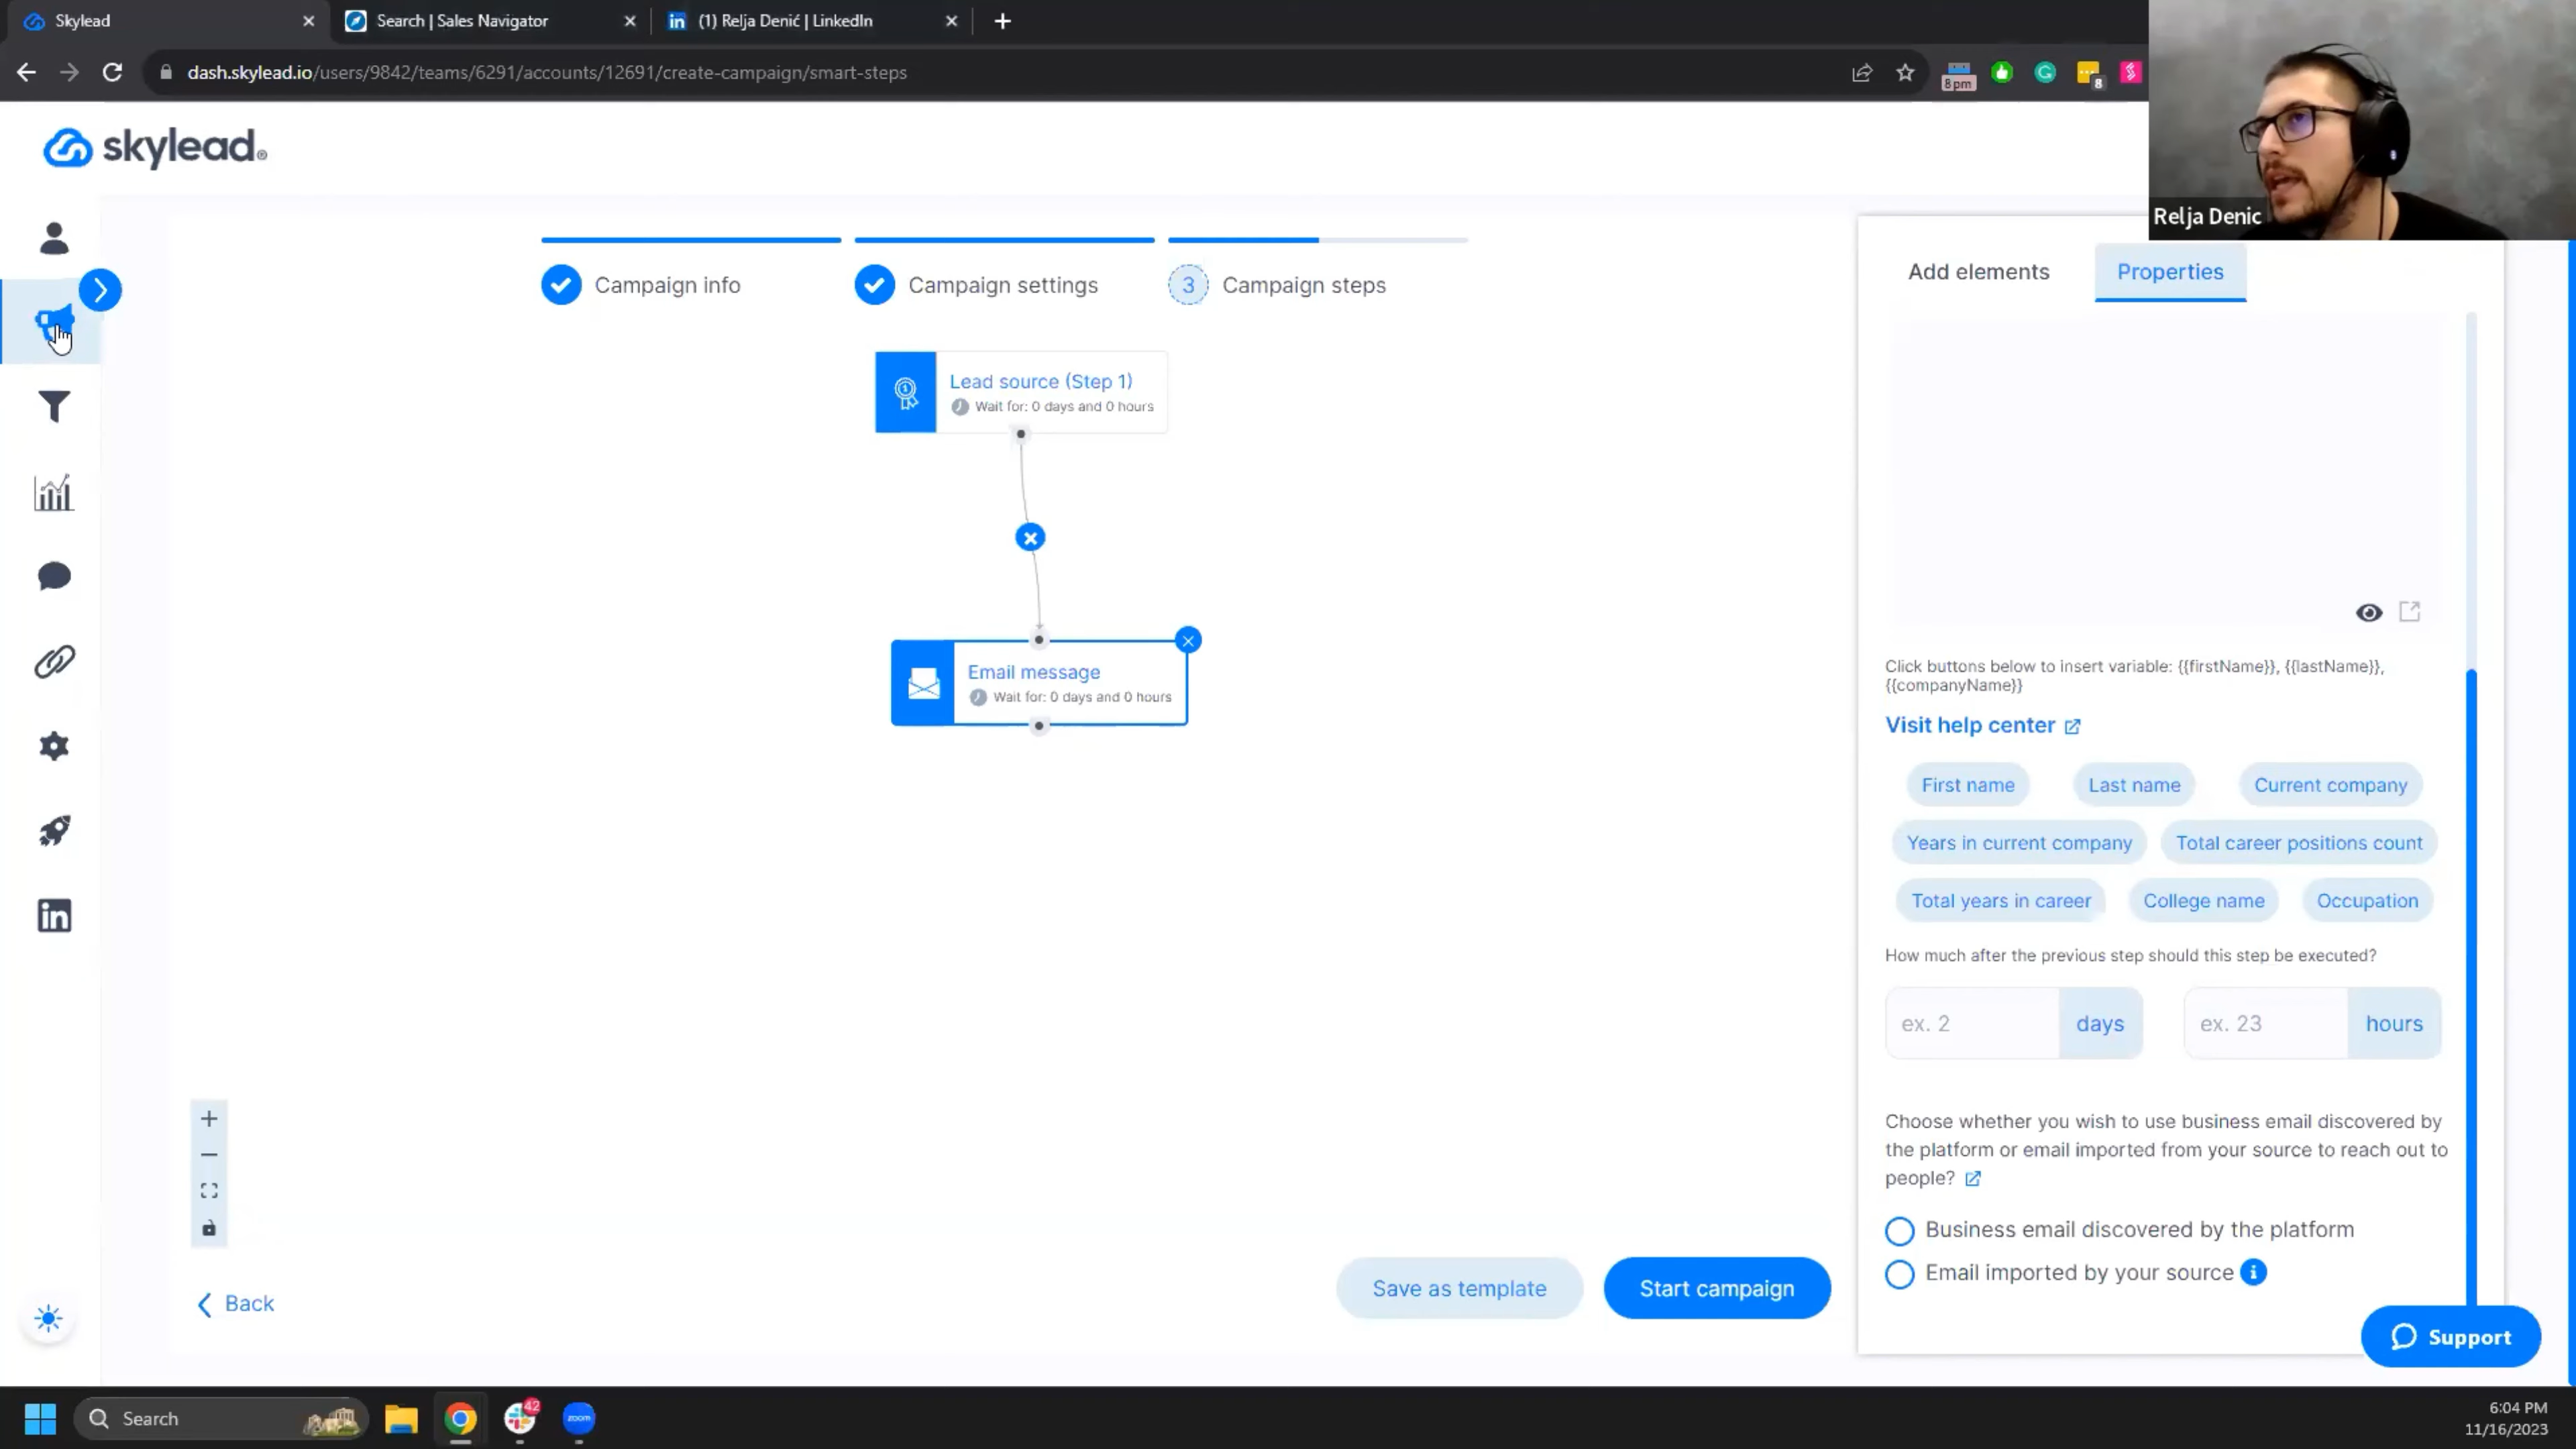 Skylead
Search | Sales Navigator
(1) Relja Denić | LinkedIn
dash.skylead.io/users/9842/teams/6291/accounts/12691/create-campaign/smart-steps
8pm
8
Relja Denic
skylead®
Campaign info
Campaign settings
3 Campaign steps
Add elements
Properties
Lead source (Step 1)
Wait for: 0 days and 0 hours
Email message
Wait for: 0 days and 0 hours
Click buttons below to insert variable: {{firstName}}, {{lastName}},
{{companyName}}
Visit help center
First name
Last name
Current company
Years in current company
Total career positions count
Total years in career
College name
Occupation
How much after the previous step should this step be executed?
ex. 2 days
ex. 23 hours
Choose whether you wish to use business email discovered by
the platform or email imported from your source to reach out to
people?
Business email discovered by the platform
Email imported by your source
Back
Save as template
Start campaign
Support
Search
42
zoom
6:04 PM
11/16/2023